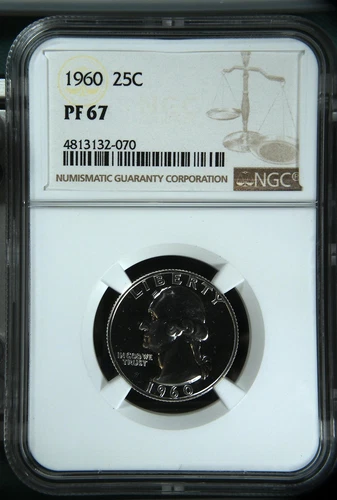 1960 25C
PF 67
4813132-070
NUMISMATIC GUARANTY CORPORATION
NGC®
LIBERTY
IN GOD WE
TRUST
1960